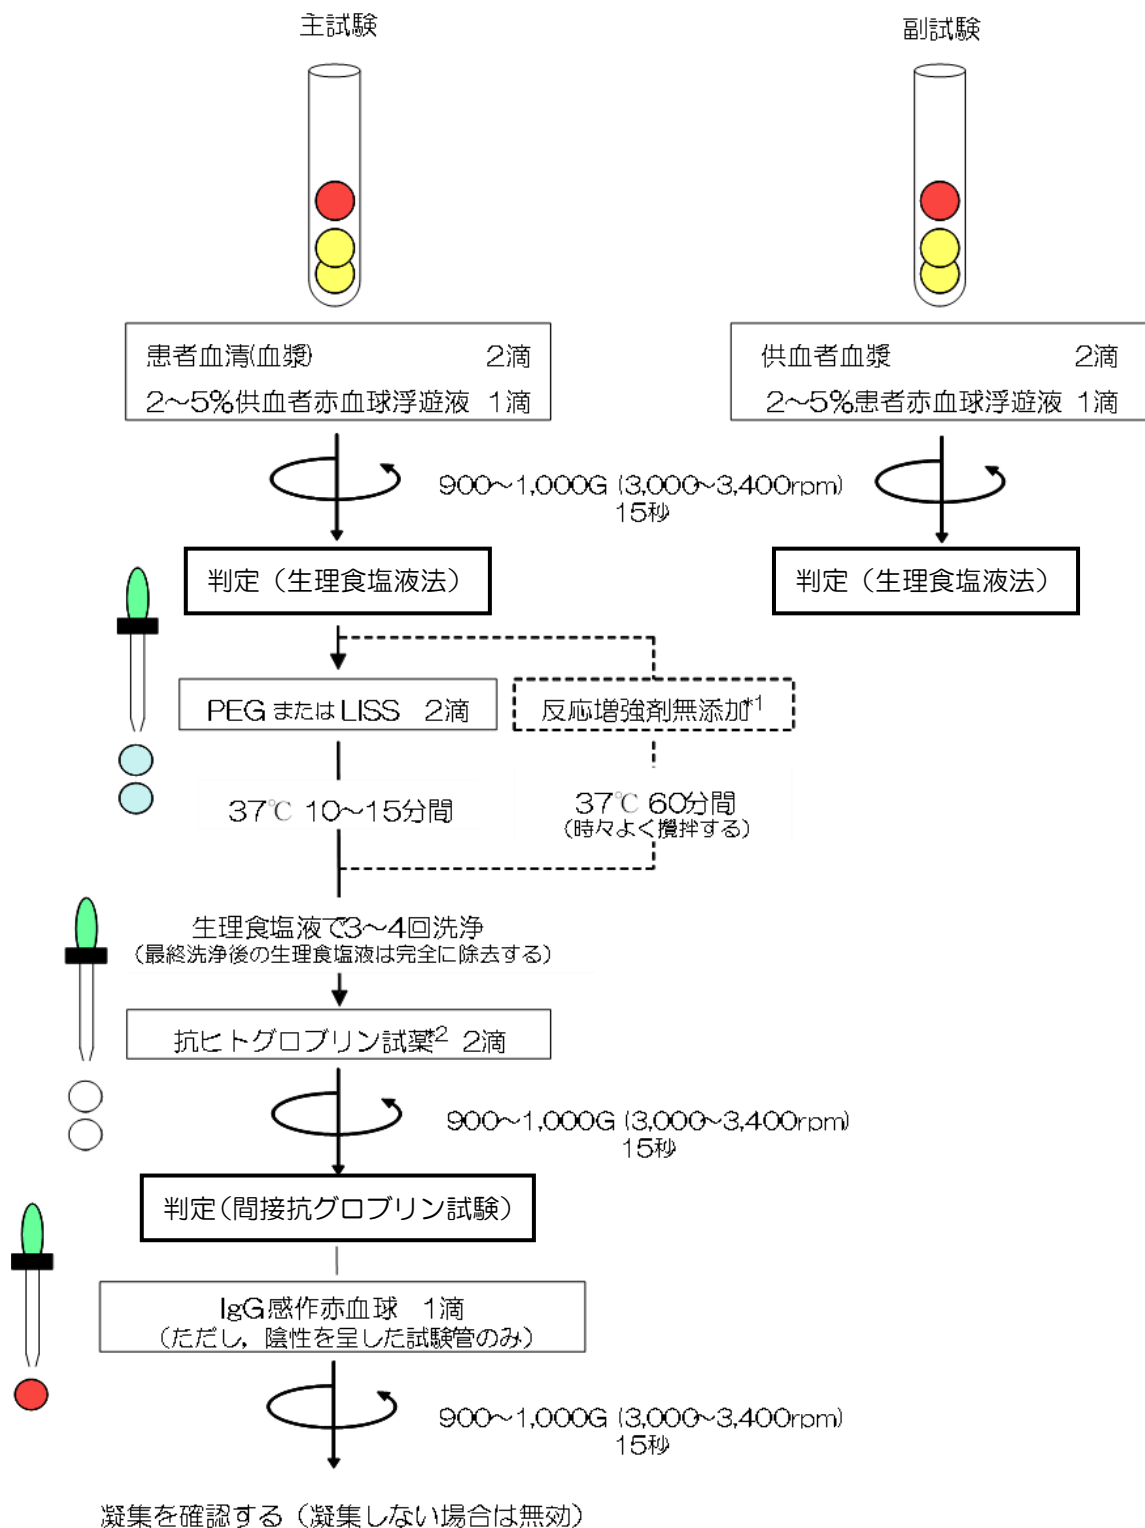 主試験
副試験
患者血清(血漿) 2滴
2～5%供血者赤血球浮遊液 1滴
供血者血漿 2滴
2～5%患者赤血球浮遊液 1滴
900～1,000G (3,000～3,400rpm)
15秒
判定（生理食塩液法）
判定（生理食塩液法）
PEG または LISS 2滴
反応増強剤無添加*1
37℃ 10～15分間
37℃ 60分間
（時々よく攪拌する）
生理食塩液で3～4回洗浄
（最終洗浄後の生理食塩液は完全に除去する）
抗ヒトグロブリン試薬*2 2滴
900～1,000G (3,000～3,400rpm)
15秒
判定（間接抗グロブリン試験）
IgG感作赤血球 1滴
（ただし，陰性を呈した試験管のみ）
900～1,000G (3,000～3,400rpm)
15秒
凝集を確認する（凝集しない場合は無効）